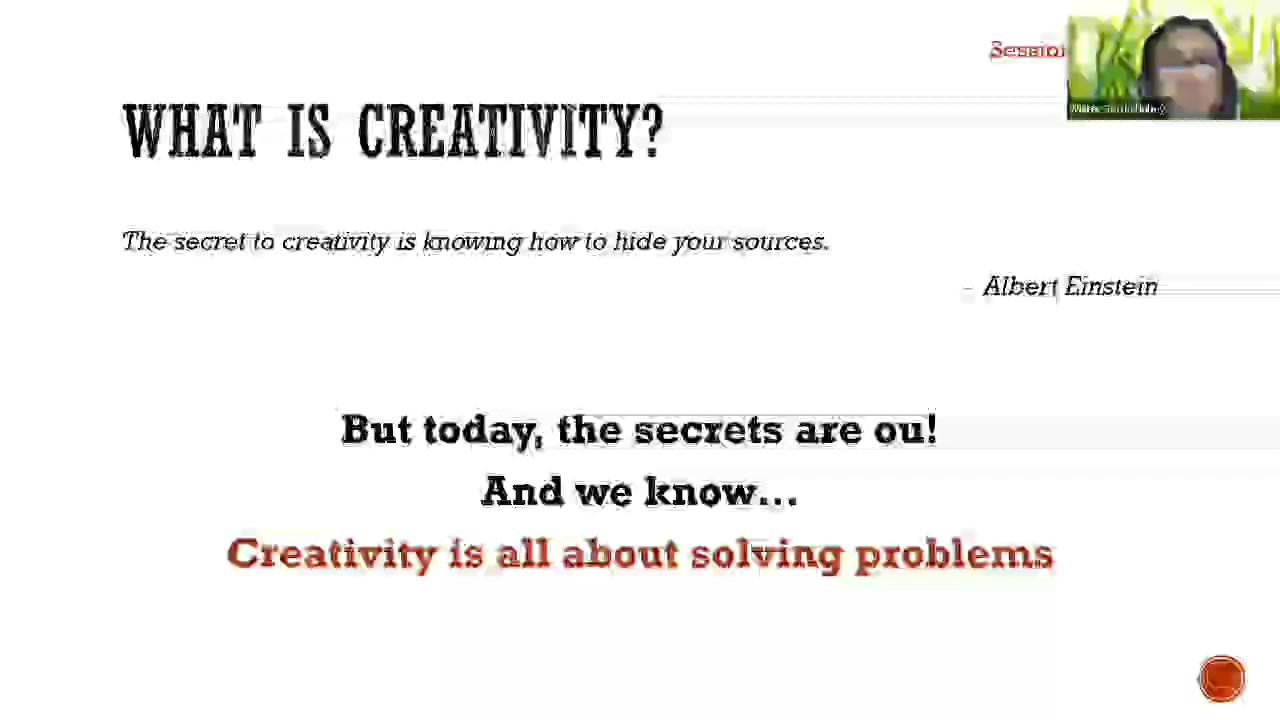 Session
WHAT IS CREATIVITY?
The secret to creativity is knowing how to hide your sources.
- Albert Einstein
But today, the secrets are ou!
And we know...
Creativity is all about solving problems